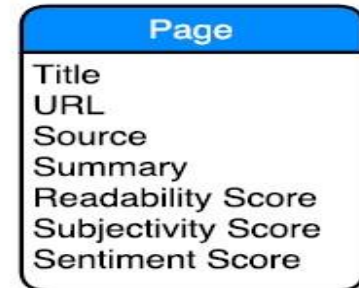 Page
Title
URL
Source
Summary
Readability Score
Subjectivity Score
Sentiment Score